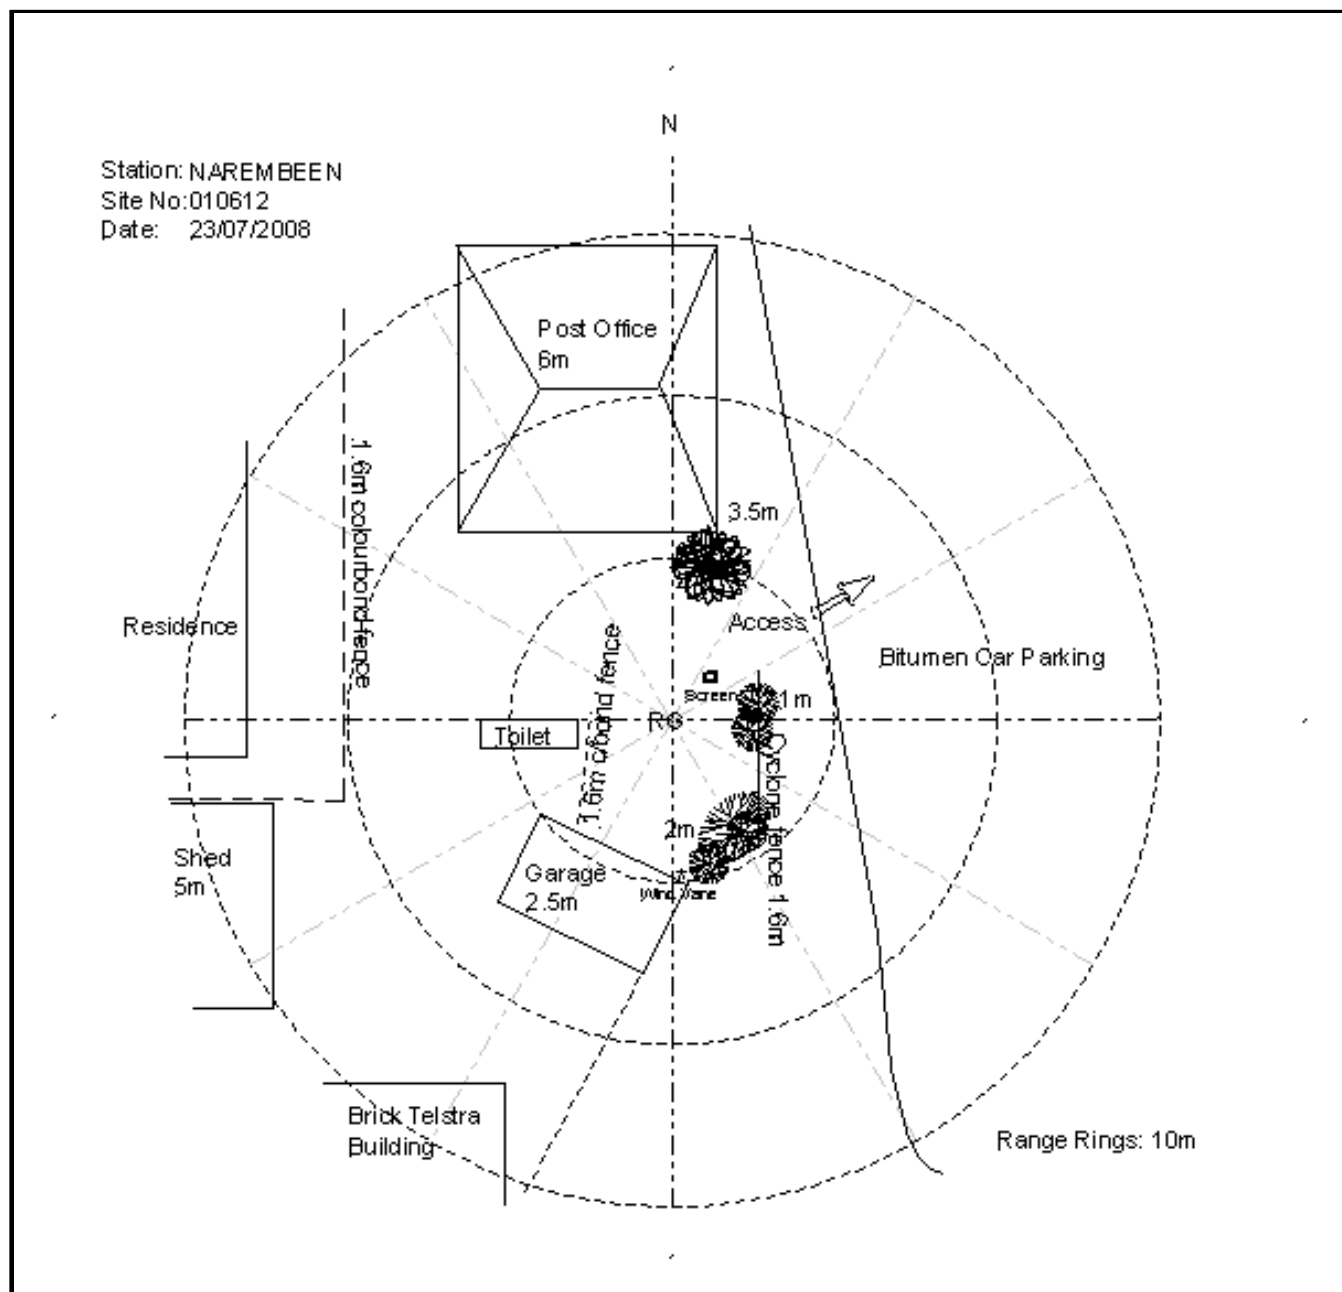 N
Station: NAREMBEEN
Site No:010612
Date: 23/07/2008
Post Office
6m
1.6m colourbond fence
3.5m
Residence
Access
Bitumen Car Parking
1.6m c/bond fence
Screen
1m
RG
Toilet
Cyclone fence 1.6m
2m
Shed
5m
Garage
2.5m
Wind Vane
Brick Telstra
Building
Range Rings: 10m